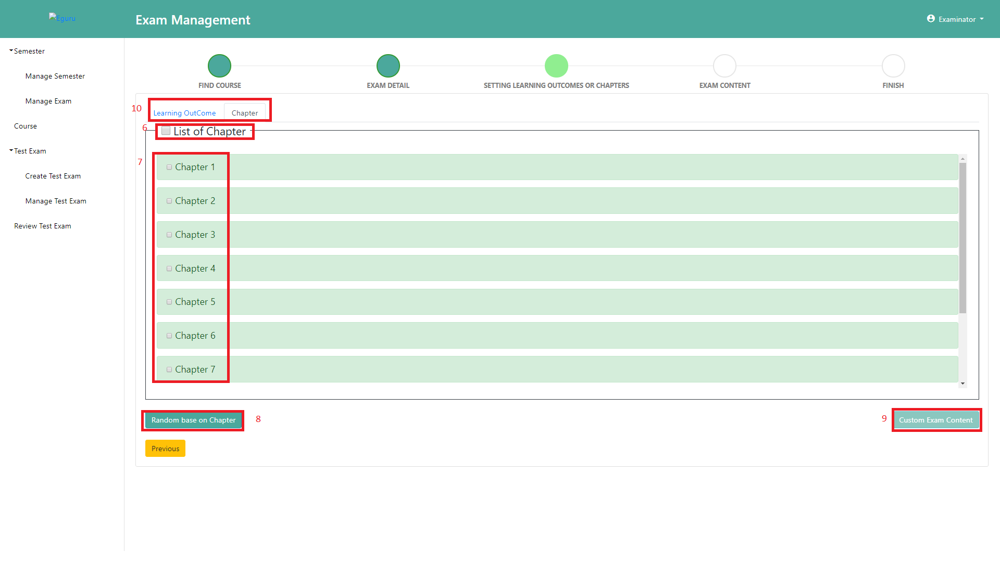 Eguru
Exam Management
Examinator
Semester
Manage Semester
Manage Exam
Course
Test Exam
Create Test Exam
Manage Test Exam
Review Test Exam
FIND COURSE
EXAM DETAIL
SETTING LEARNING OUTCOMES OR CHAPTERS
EXAM CONTENT
FINISH
10
Learning OutCome
Chapter
6
List of Chapter
7
Chapter 1
Chapter 2
Chapter 3
Chapter 4
Chapter 5
Chapter 6
Chapter 7
Random base on Chapter
8
9
Custom Exam Content
Previous